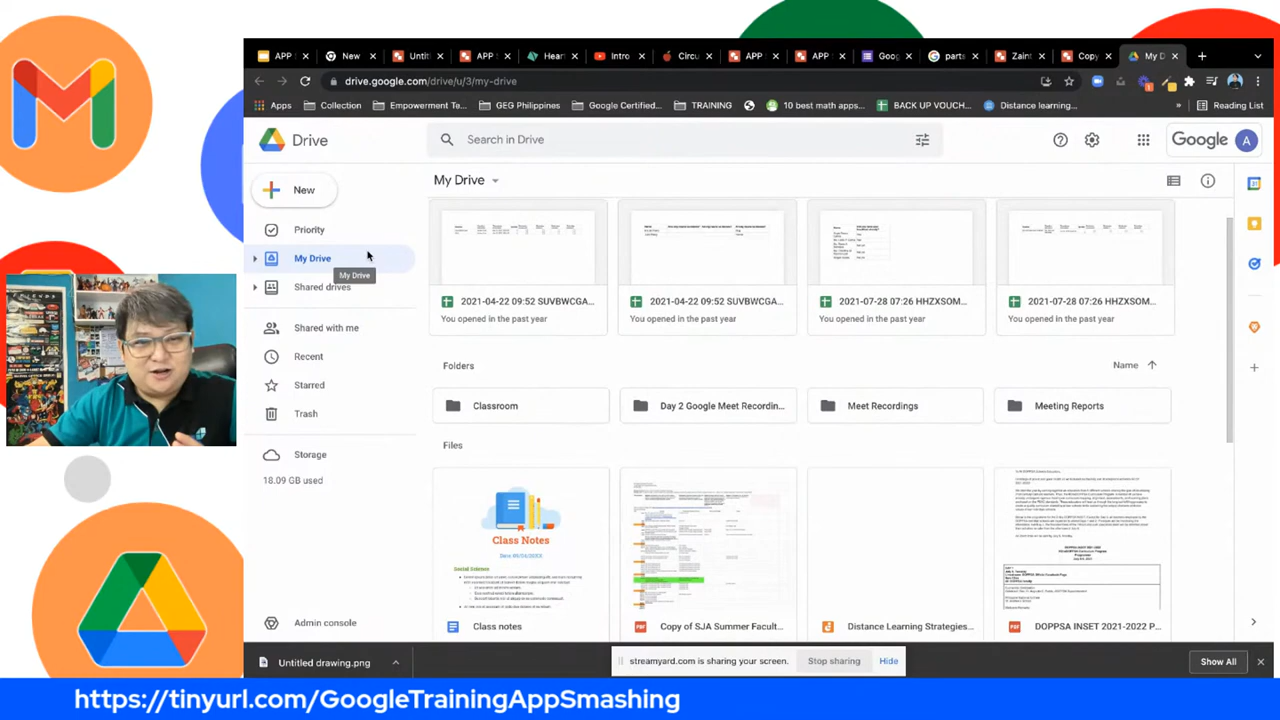 APP
New
Untit
APP
Hear
Intro
Circu
APP
APP
Goog
parts
Zaint
Copy
My D
drive.google.com/drive/u/3/my-drive
Apps
Collection
Empowerment Te...
GEG Philippines
Google Certified...
TRAINING
10 best math apps...
BACK UP VOUCH...
Distance learning...
»
Reading List
Drive
Search in Drive
Google A
New
My Drive
Priority
My Drive
My Drive
Shared drives
Shared with me
Recent
Starred
Trash
Storage
18.09 GB used
Admin console
2021-04-22 09:52 SUVBWCGA...
You opened in the past year
2021-04-22 09:52 SUVBWCGA...
You opened in the past year
2021-07-28 07:26 HHZXSOM...
You opened in the past year
2021-07-28 07:26 HHZXSOM...
You opened in the past year
Folders
Name
Classroom
Day 2 Google Meet Recordin...
Meet Recordings
Meeting Reports
Files
Class Notes
Class notes
Copy of SJA Summer Facult...
Distance Learning Strategies...
DOPPSA INSET 2021-2022 P...
Untitled drawing.png
streamyard.com is sharing your screen.
Stop sharing
Hide
Show All
https://tinyurl.com/GoogleTrainingAppSmashing